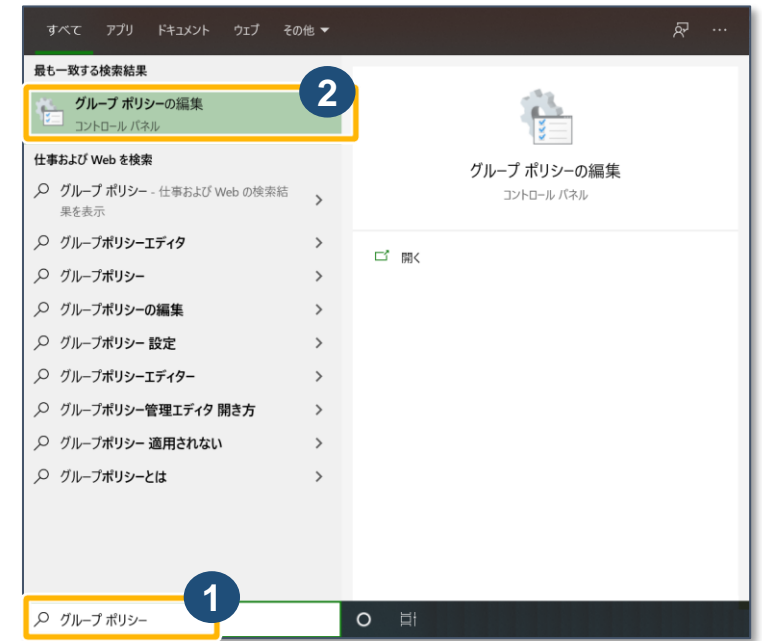 すべて アプリ ドキュメント ウェブ その他
最も一致する検索結果
グループ ポリシーの編集
コントロール パネル
2
仕事および Web を検索
グループ ポリシー - 仕事および Web の検索結
果を表示
グループポリシーエディタ
グループポリシー
グループポリシーの編集
グループポリシー 設定
グループポリシーエディター
グループポリシー管理エディタ 開き方
グループポリシー 適用されない
グループポリシーとは
グループ ポリシーの編集
コントロール パネル
開く
1
グループ ポリシー